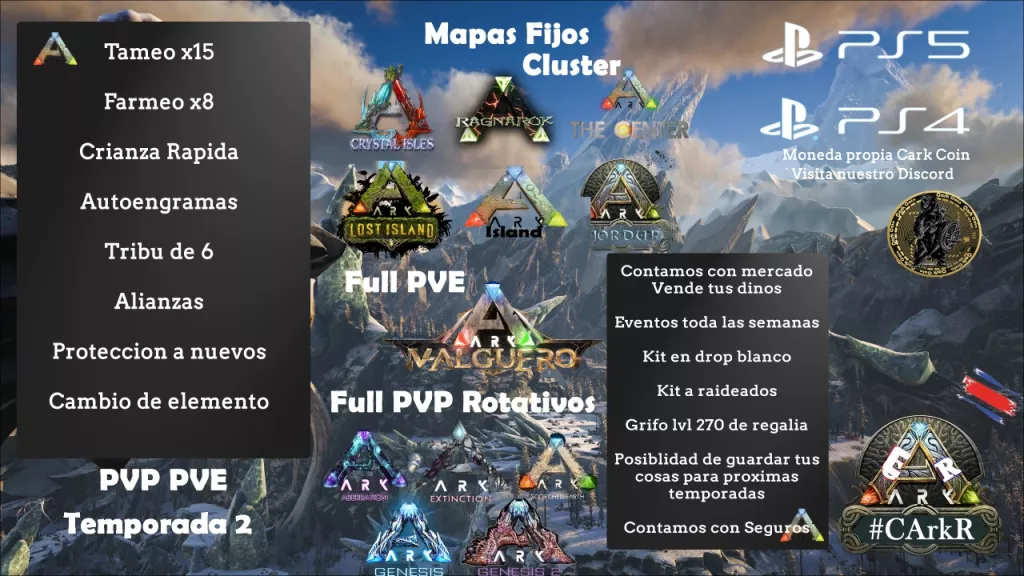 Tameo x15
Farmeo x8
Crianza Rapida
Autoengramas
Tribu de 6
Alianzas
Proteccion a nuevos
Cambio de elemento
PVP PVE
Temporada 2
Mapas Fijos
Cluster
CRYSTAL ISLES
RAGNAROK
ARK
THE CENTER
ARK
LOST ISLAND
ARK
Island
ARK
Full PVE
ARK
VALGUERO
Full PVP Rotativos
ARK
ABERRATION
ARK
EXTINCTION
ARK
SCORCHED EARTH
ARK
GENESIS
ARK
GENESIS 2
PS5
PS4
Moneda propia Cark Coin
Visita nuestro Discord
Contamos con mercado
Vende tus dinos
Eventos toda las semanas
Kit en drop blanco
Kit a raideados
Grifo lvl 270 de regalia
Posiblidad de guardar tus
cosas para proximas
temporadas
Contamos con Seguros
ARK
#CArkR